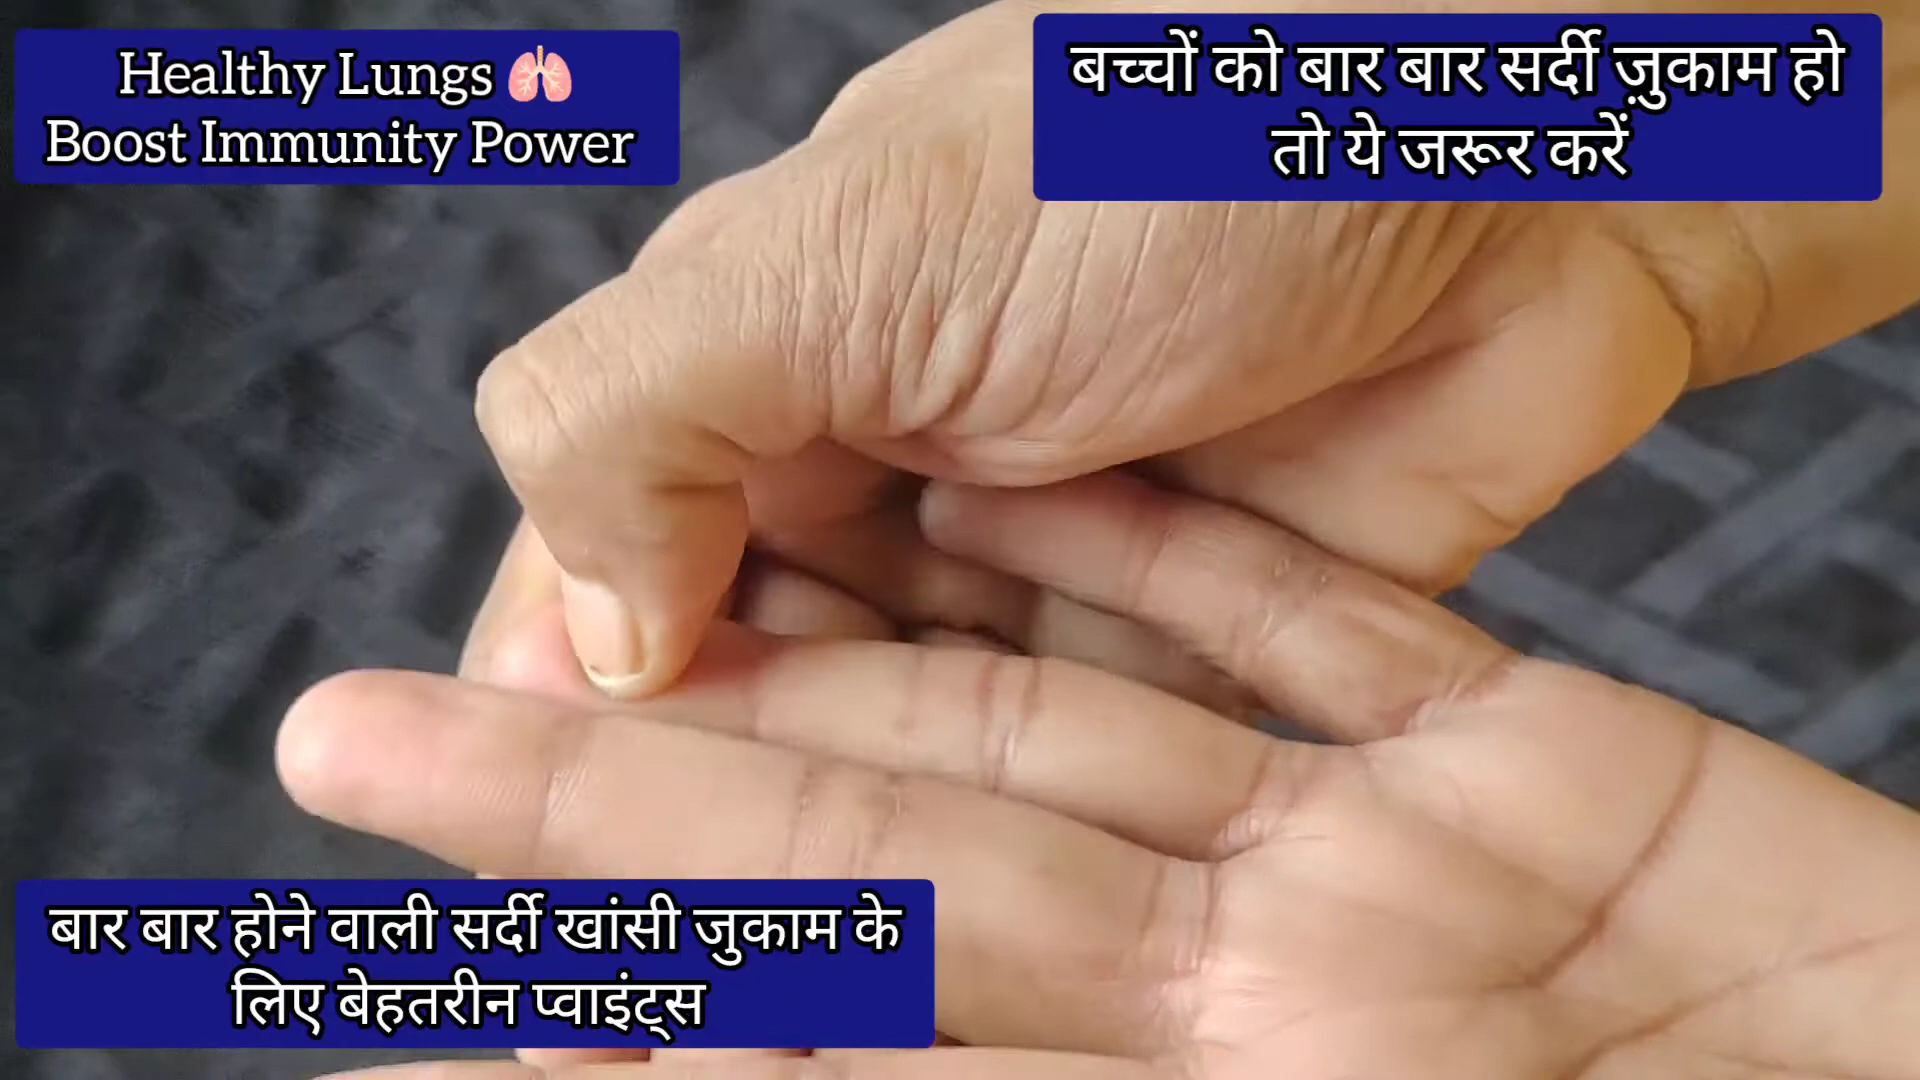 Healthy Lungs 🫁
Boost Immunity Power
बच्चों को बार बार सर्दी ज़ुकाम हो
तो ये जरूर करें
बार बार होने वाली सर्दी खांसी जुकाम के
लिए बेहतरीन प्वाइंट्स